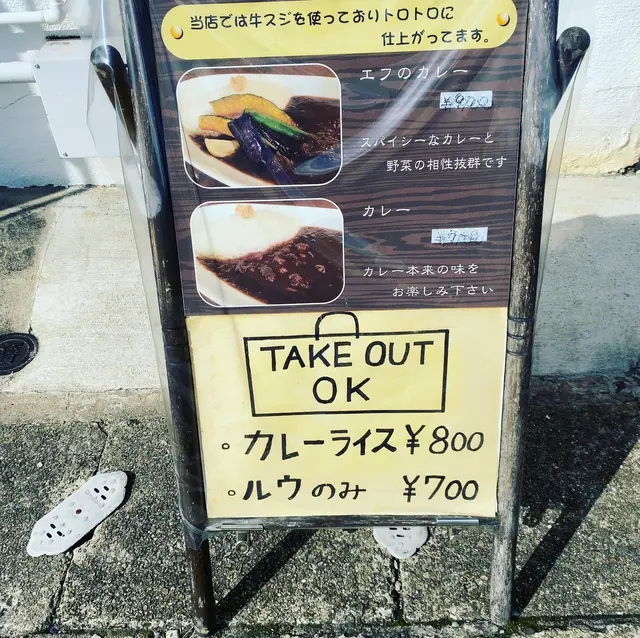 当店では牛スジを使っておりトロトロに
仕上がってます。
エフのカレー
スパイシーなカレーと
野菜の相性抜群です
カレー
カレー本来の味を
お楽しみ下さい
TAKE OUT
OK
。カレーライス ¥800
。ルウのみ ¥700